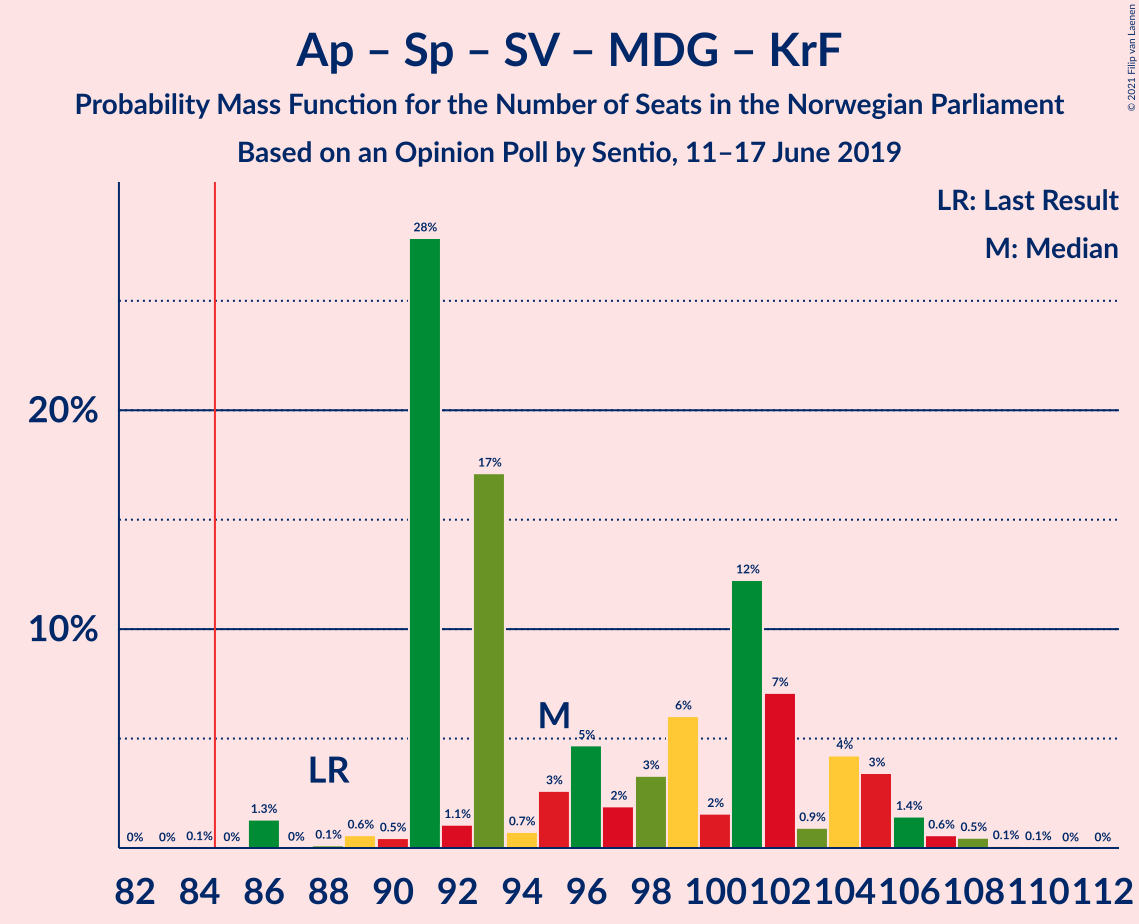 Ap – Sp – SV – MDG – KrF
Probability Mass Function for the Number of Seats in the Norwegian Parliament
Based on an Opinion Poll by Sentio, 11–17 June 2019
© 2021 Filip van Laenen
LR: Last Result
M: Median
20%
10%
0% 0% 0.1% 0% 1.3% 0% 0.1% 0.6% 0.5% 28% 1.1% 17% 0.7% 3% 5% 2% 3% 6% 2% 12% 7% 0.9% 4% 3% 1.4% 0.6% 0.5% 0.1% 0.1% 0% 0%
LR
M
82 84 86 88 90 92 94 96 98 100 102 104 106 108 110 112